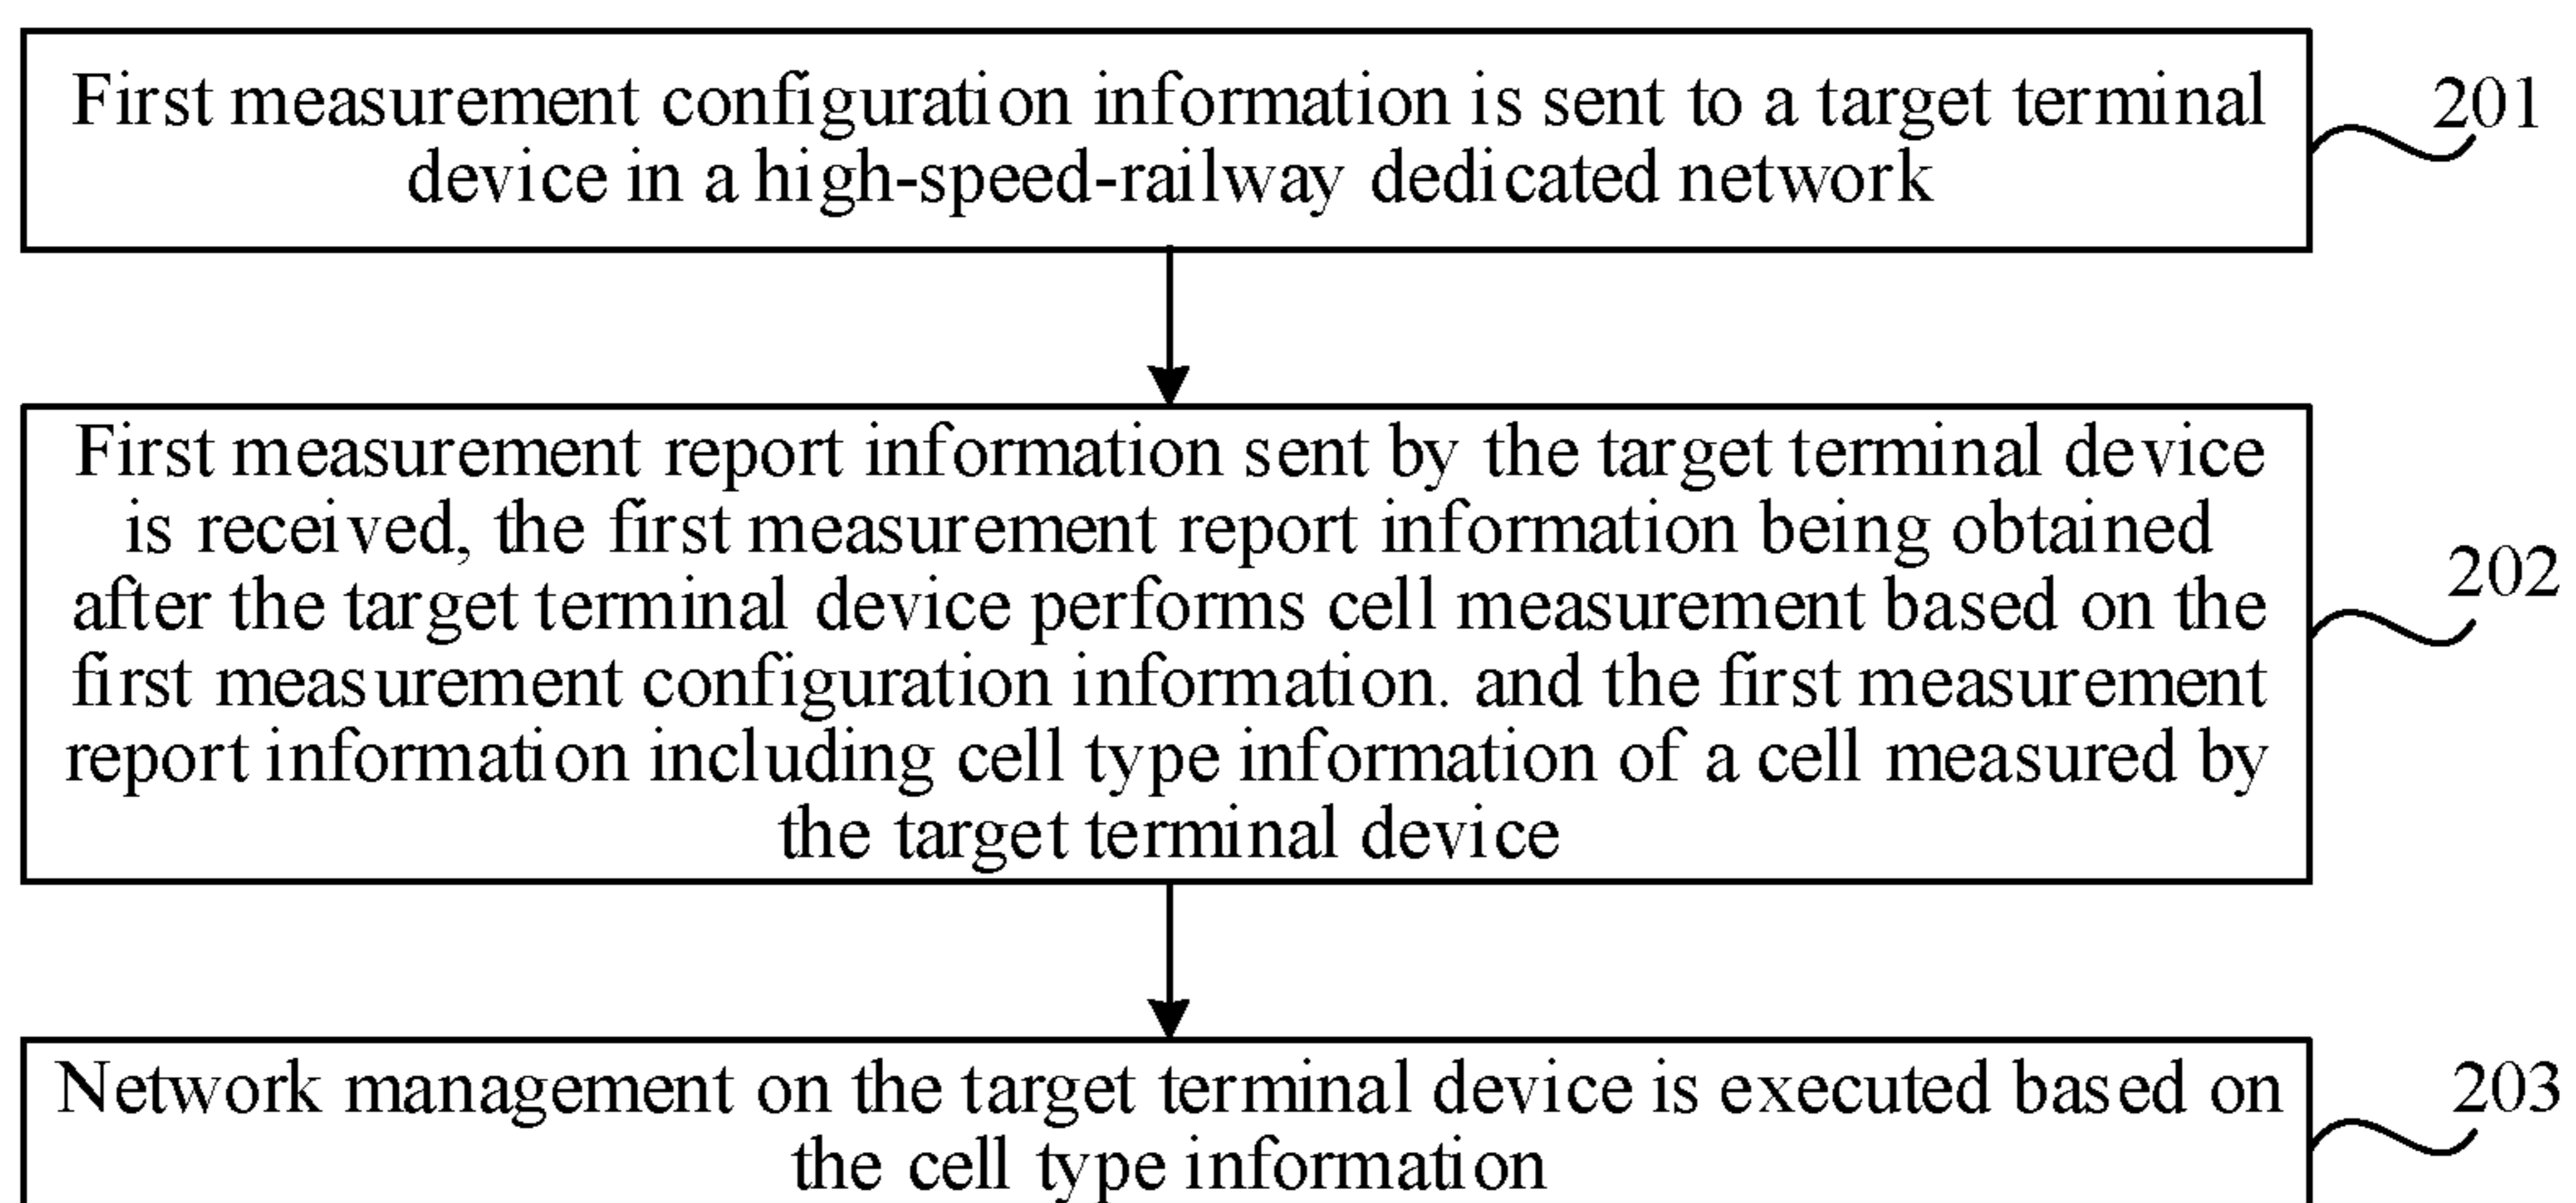 First measurement configuration information is sent to a target terminal
device in a high-speed-railway dedicated network
201
First measurement report information sent by the target terminal device
is received, the first measurement report information being obtained
after the target terminal device performs cell measurement based on the
first measurement configuration information. and the first measurement
report information including cell type information of a cell measured by
the target terminal device
202
Network management on the target terminal device is executed based on
the cell type information
203